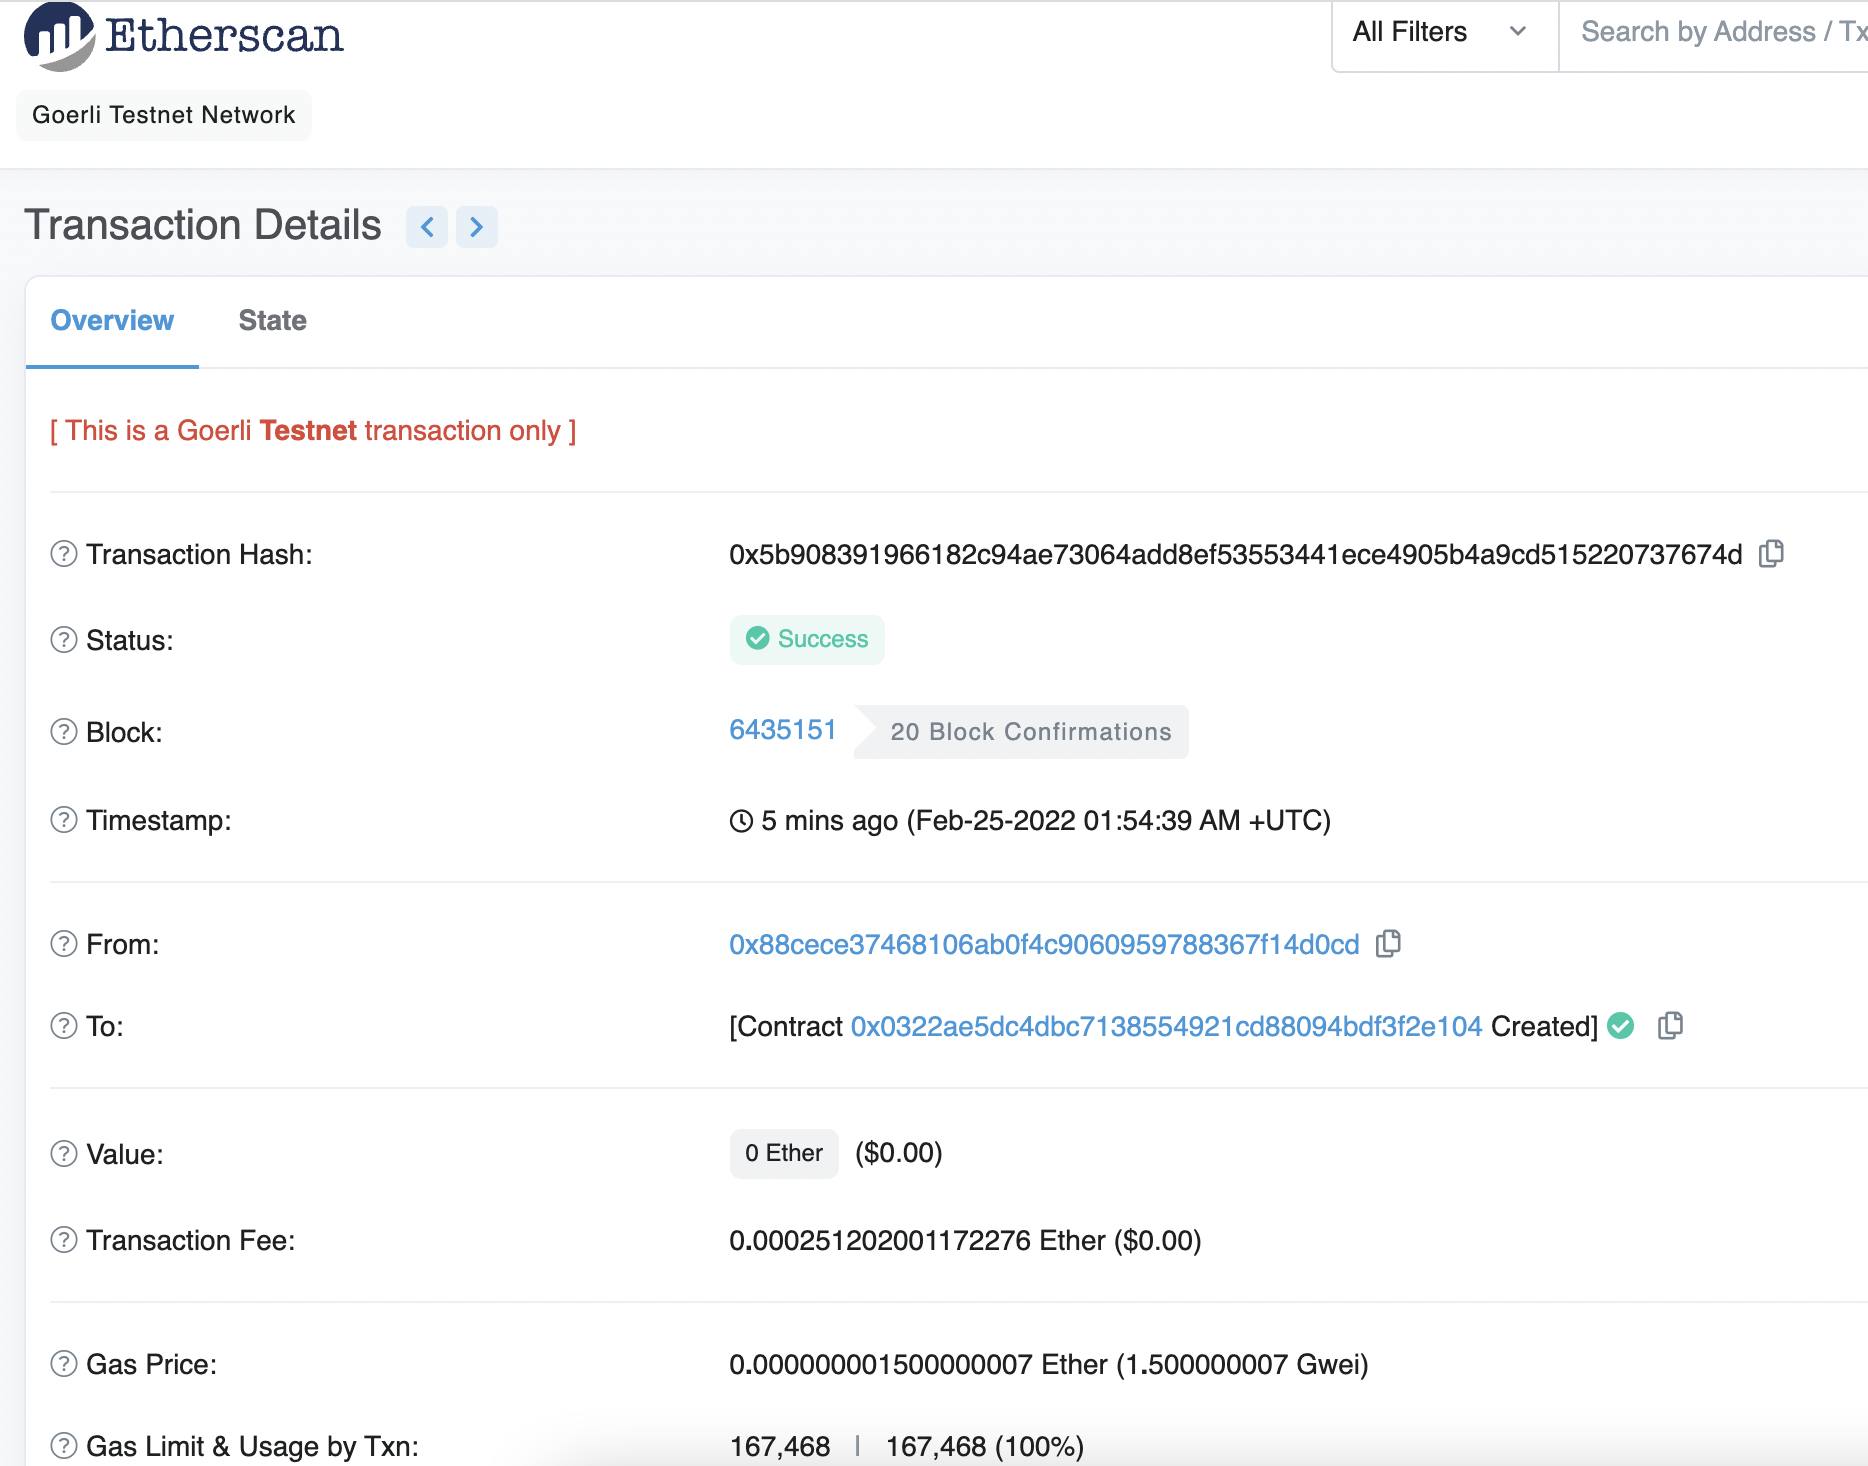 Etherscan
All Filters
Search by Address / Tx
Goerli Testnet Network
Transaction Details
Overview State
[ This is a Goerli Testnet transaction only ]
Transaction Hash: 0x5b908391966182c94ae73064add8ef53553441ece4905b4a9cd515220737674d
Status: Success
Block: 6435151 20 Block Confirmations
Timestamp: 5 mins ago (Feb-25-2022 01:54:39 AM +UTC)
From: 0x88cece37468106ab0f4c9060959788367f14d0cd
To: [Contract 0x0322ae5dc4dbc7138554921cd88094bdf3f2e104 Created]
Value: 0 Ether ($0.00)
Transaction Fee: 0.000251202001172276 Ether ($0.00)
Gas Price: 0.000000001500000007 Ether (1.500000007 Gwei)
Gas Limit & Usage by Txn: 167,468 | 167,468 (100%)